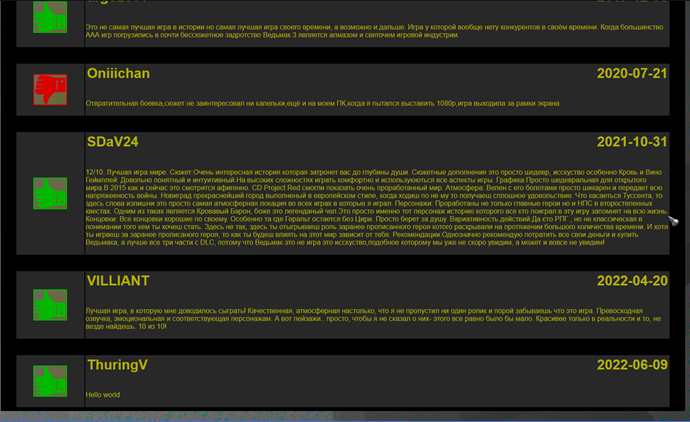 Это не самая лучшая игра в истории но самая лучшая игра своего времени, а возможно и дальше. Игра у которой вообще нету конкурентов в своём времени. Когда большинство
ААА игр погрузились в почти бессюжетное задротство Ведьмак 3 является алмазом и светочем игровой индустрии.
Oniiichan
2020-07-21
Отвратительная боевка,сюжет не заинтересовал ни капельки,ещё и на моем ПК,когда я пытался выставить 1080p,игра выходила за рамки экрана.
SDaV24
2021-10-31
12/10. Лучшая игра мире. Сюжет:Очень интересная история которая затронет вас до глубины души. Сюжетные дополнения это просто шедевр, исскуство особенно Кровь и Вино
Геймплей: Довольно понятный и интуитивный.На высоких сложностях играть комфортно и используюються все аспекты игры. Графика:Просто шедевральная для открытого
мира.В 2015 как и сейчас это смотрится афигенно. CD Project Red смогли показать очень проработанный мир. Атмосфера: Велен с его болотами просто шикарен и передает всю
напряженость войны. Новиград прекраснейший город выполненый в европейском стиле, когда ходиш по не му то получаеш сплошное удовольствие. Что касаеться Туссента, то
здесь слова излишни это просто самая атмосферная локация во всех играх в которые я играл. Персонажи: Проработаны не только главные герои но и НПС в второстепенных
квестах. Одним из таких является Кровавый Барон, боже это легенданый чел.Это просто именно тот персонаж историю которого все кто поиграл в эту игру запомнят на всю жизнь.
Концовки: Все концовки хорошие по своему. Особенно та где Геральт остается без Цири. Просто берет за душу. Вариативность действий:Да єто РПГ , но не классическая в
понимании того кем ты хочеш стать. Здесь не так, здесь ты отыгрываеш роль заранее прописанного героя котого раскрывали на протяжении большого количества времени. И хотя
ты играеш за заранее прописаного героя, то как ты будеш влиять на этот мир зависит от тебя. Рекомендации:Однозначно рекомендую потратить все свои деньги и купить
Ведьмака, а лучше все три части с DLC, потому что Ведьмак это не игра это исскуство,подобное которому мы уже не скоро увидим, а может и вовсе не увидим!
VILLIANT
2022-04-20
Лучшая игра, в которую мне доводилось сыграть! Качественная, атмосферная настолько, что я не пропустил ни один ролик и порой забываешь что это игра. Превосходная
озвучка, эмоциональная и соответствующая персонажам. А вот пейзажи... просто, чтобы я не сказал о них- этого все равно было бы мало. Красивее только в реальности и то, не
везде найдешь. 10 из 10!
ThuringV
2022-06-09
Hello world